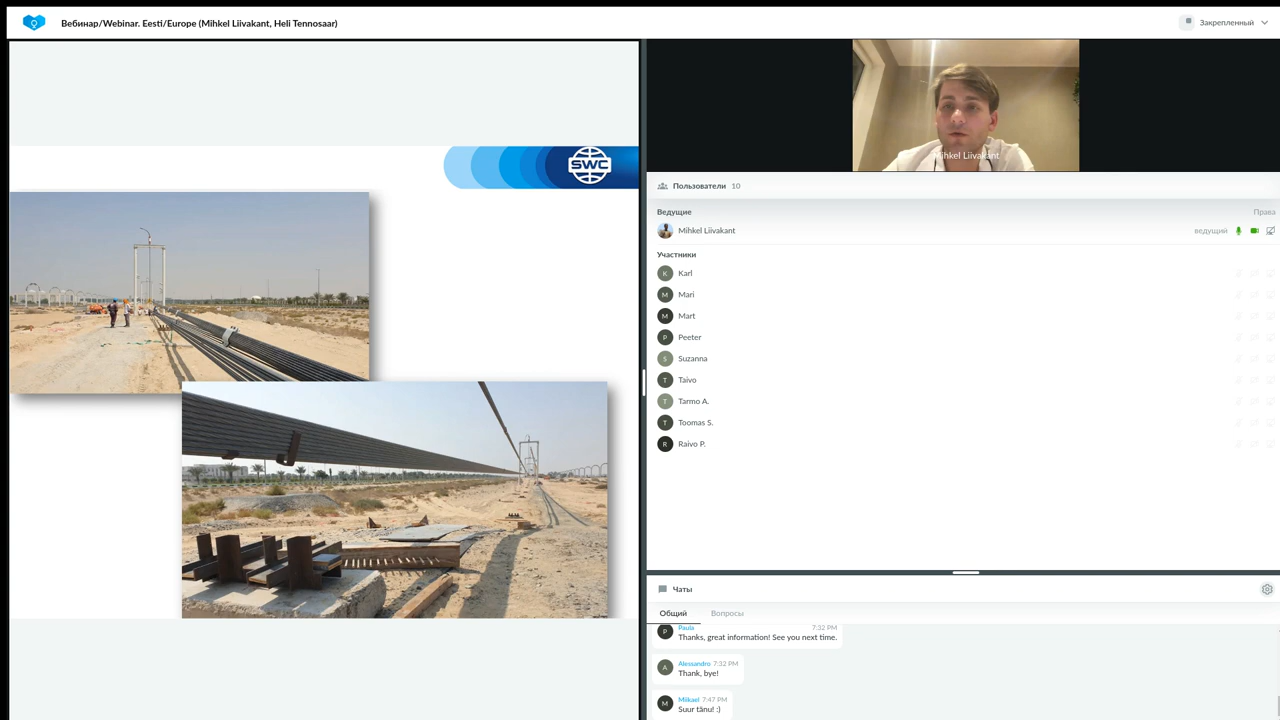 Вебинар/Webinar. Eesti/Europe (Mihkel Liivakant, Heli Tennosaar)
Закрепленный
SWC
Mihkel Liivakant
Пользователи 10
Ведущие Права
Mihkel Liivakant ведущий
Участники
K Karl
M Mari
M Mart
P Peeter
S Suzanna
T Taivo
T Tarmo A.
T Toomas S.
R Raivo P.
Чаты
Общий Вопросы
P Paula 7:32 PM
Thanks, great information! See you next time.
A Alessandro 7:32 PM
Thank, bye!
M Miikael 7:47 PM
Suur tänu! :)